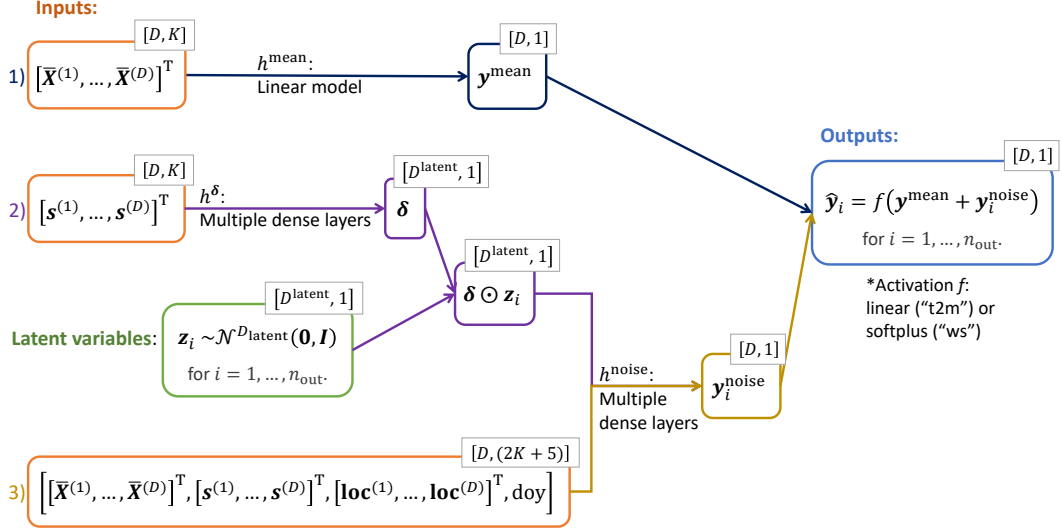 Inputs:
[D, K]
1) [X̄⁽¹⁾, …, X̄⁽ᴰ⁾]ᵀ
h^mean:
Linear model
[D, 1]
y^mean
Outputs:
[D, 1]
ŷᵢ = f(y^mean + yᵢ^noise)
for i = 1, …, n_out.
*Activation f:
linear (“t2m”) or
softplus (“ws”)
[D, K]
2) [s⁽¹⁾, …, s⁽ᴰ⁾]ᵀ
h^δ:
Multiple dense layers
[D^latent, 1]
δ
[D^latent, 1]
δ ⊙ zᵢ
[D^latent, 1]
Latent variables:
zᵢ ~ 𝒩^{D_latent}(0, I)
for i = 1, …, n_out.
h^noise:
Multiple
dense layers
[D, 1]
yᵢ^noise
[D, (2K + 5)]
3) [[X̄⁽¹⁾, …, X̄⁽ᴰ⁾]ᵀ, [s⁽¹⁾, …, s⁽ᴰ⁾]ᵀ, [loc⁽¹⁾, …, loc⁽ᴰ⁾]ᵀ, doy]